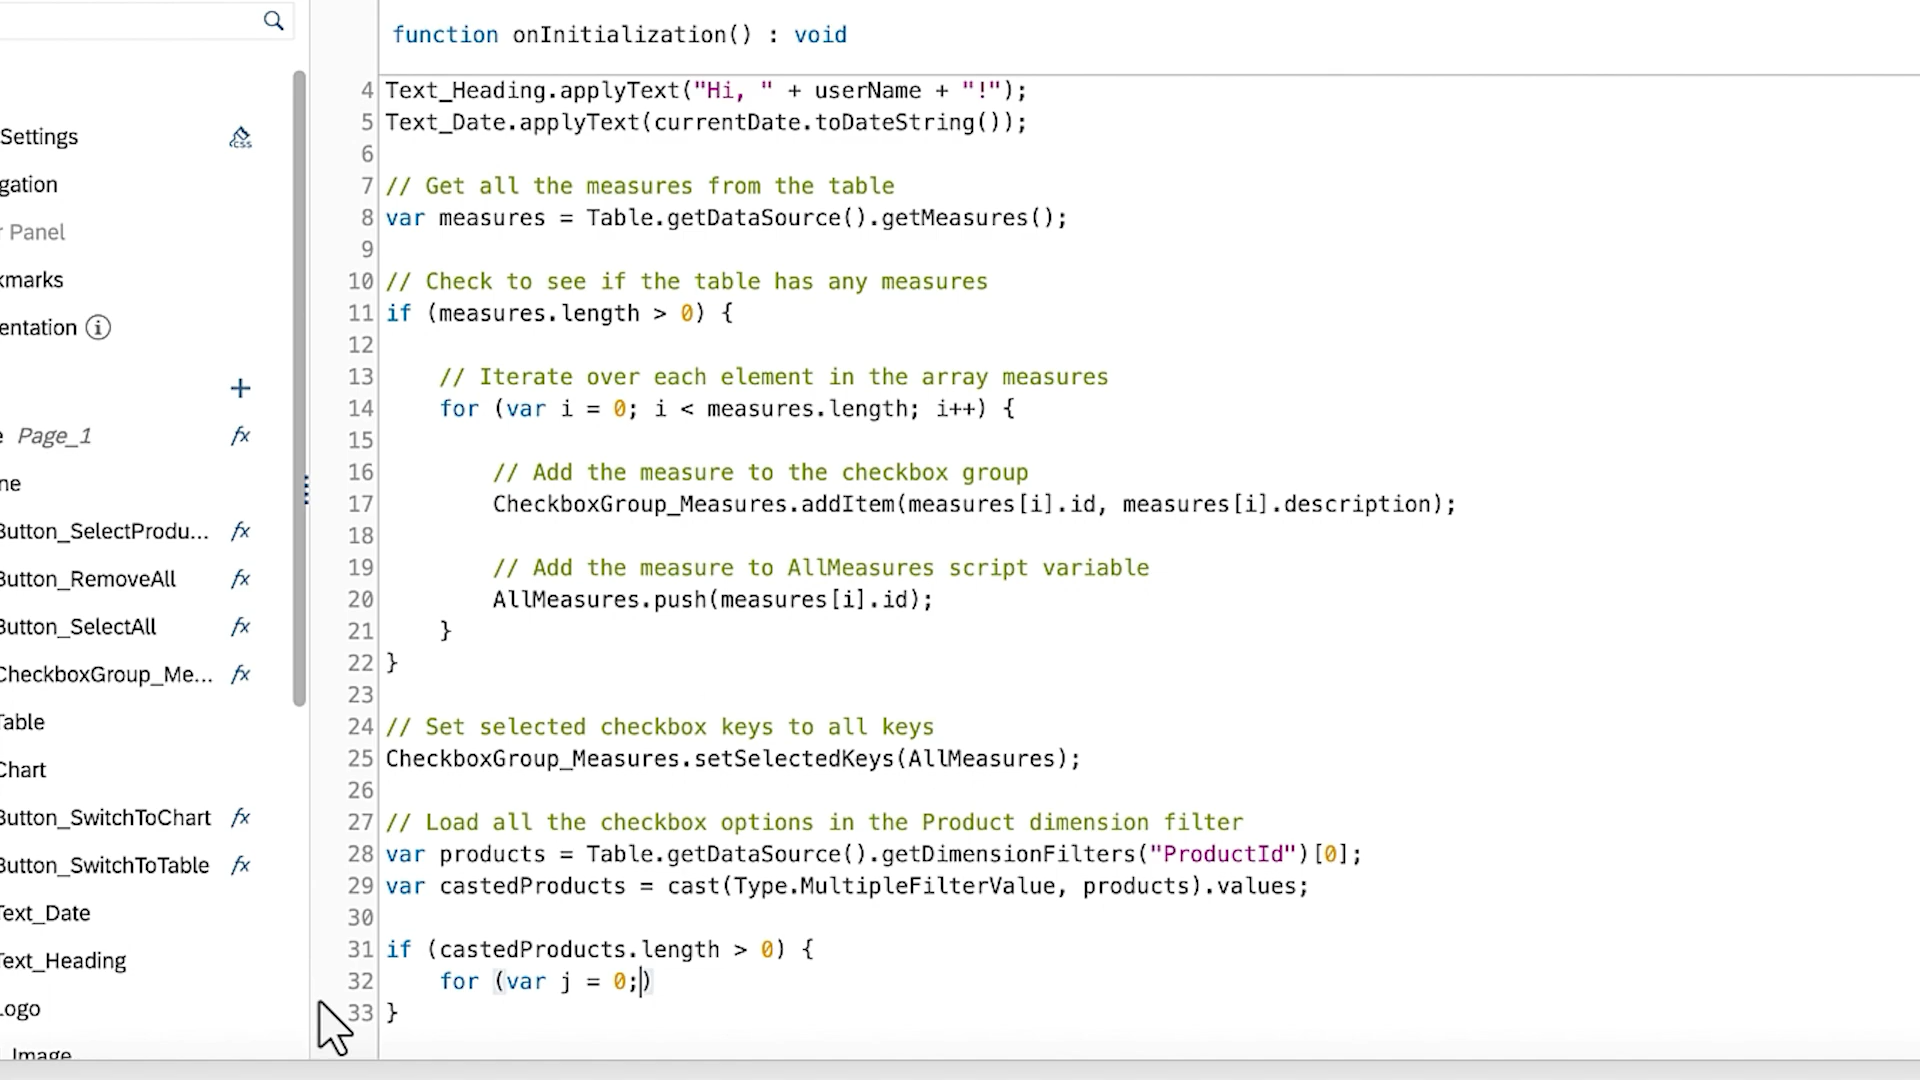 function onInitialization() : void
Settings
gation
r Panel
kmarks
entation
e Page_1
ne
Button_SelectProdu...
Button_RemoveAll
Button_SelectAll
CheckboxGroup_Me...
Table
Chart
Button_SwitchToChart
Button_SwitchToTable
Text_Date
Text_Heading
Logo
Image
4 Text_Heading.applyText("Hi, " + userName + "!");
5 Text_Date.applyText(currentDate.toDateString());
6
7 // Get all the measures from the table
8 var measures = Table.getDataSource().getMeasures();
9
10 // Check to see if the table has any measures
11 if (measures.length > 0) {
12
13     // Iterate over each element in the array measures
14     for (var i = 0; i < measures.length; i++) {
15
16         // Add the measure to the checkbox group
17         CheckboxGroup_Measures.addItem(measures[i].id, measures[i].description);
18
19         // Add the measure to AllMeasures script variable
20         AllMeasures.push(measures[i].id);
21     }
22 }
23
24 // Set selected checkbox keys to all keys
25 CheckboxGroup_Measures.setSelectedKeys(AllMeasures);
26
27 // Load all the checkbox options in the Product dimension filter
28 var products = Table.getDataSource().getDimensionFilters("ProductId")[0];
29 var castedProducts = cast(Type.MultipleFilterValue, products).values;
30
31 if (castedProducts.length > 0) {
32     for (var j = 0;)
33 }